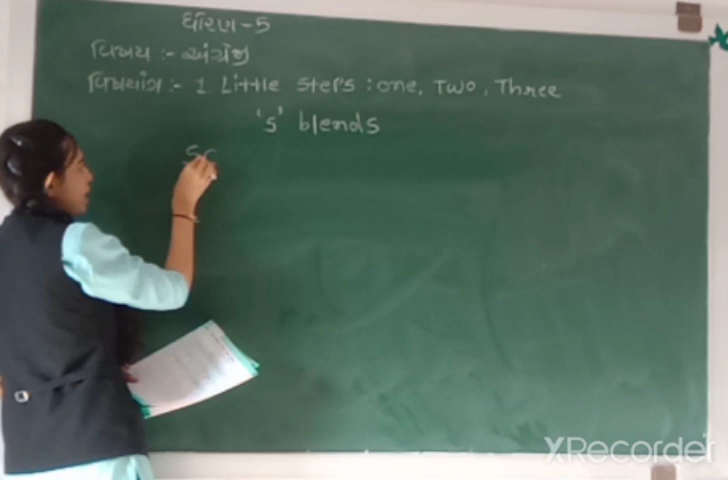 ધોરણ - 5
વિષય :- અંગ્રેજી
વિષયાંગ :- 1 Little steps : one, Two, Three
's' blends
sc
XRecorder